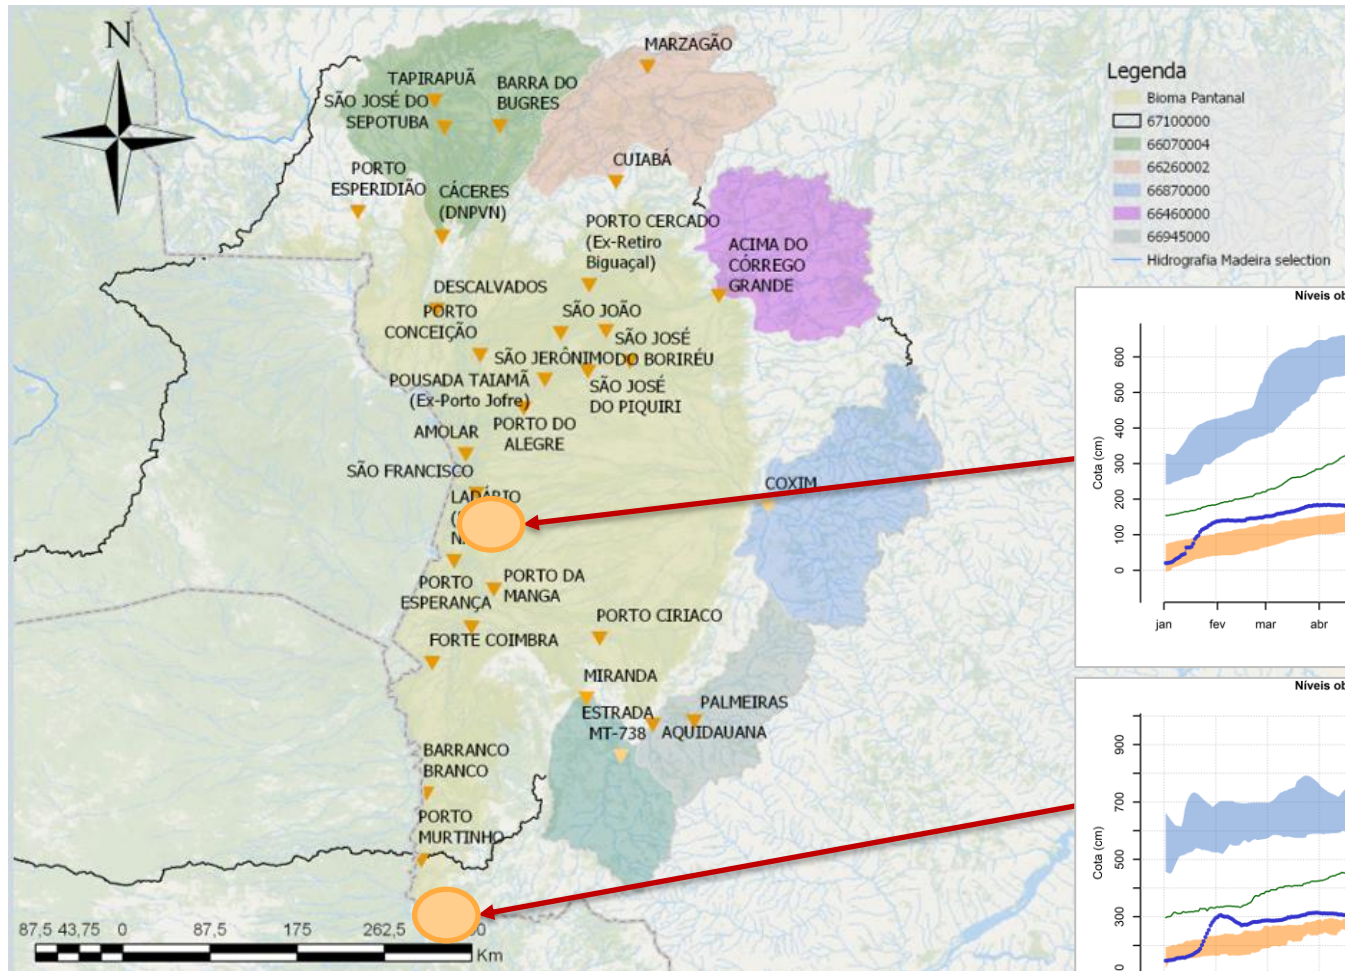 N
MARZAGÃO
TAPIRAPUÃ
SÃO JOSÉ DO
SEPOTUBA
BARRA DO
BUGRES
PORTO
ESPERIDIÃO
CÁCERES
(DNPVN)
CUIABÁ
PORTO CERCADO
(Ex-Retiro
Biguaçal)
ACIMA DO
CÓRREGO
GRANDE
DESCALVADOS
PORTO
CONCEIÇÃO
SÃO JOÃO
SÃO JERÔNIMO
SÃO JOSÉ
DO BORIRÉU
POUSADA TAIAMÃ
(Ex-Porto Jofre)
SÃO JOSÉ
DO PIQUIRI
PORTO DO
ALEGRE
AMOLAR
SÃO FRANCISCO
LADÁRIO
COXIM
PORTO
ESPERANÇA
PORTO DA
MANGA
FORTE COIMBRA
PORTO CIRIACO
MIRANDA
ESTRADA
MT-738
PALMEIRAS
AQUIDAUANA
BARRANCO
BRANCO
PORTO
MURTINHO
87,5 43,75 0 87,5 175 262,5
Km
Legenda
Bioma Pantanal
67100000
66070004
66260002
66870000
66460000
66945000
Hidrografia Madeira selection
Níveis ob
Cota (cm)
600
500
400
300
200
100
0
jan fev mar abr
Níveis ob
Cota (cm)
900
700
500
300
0